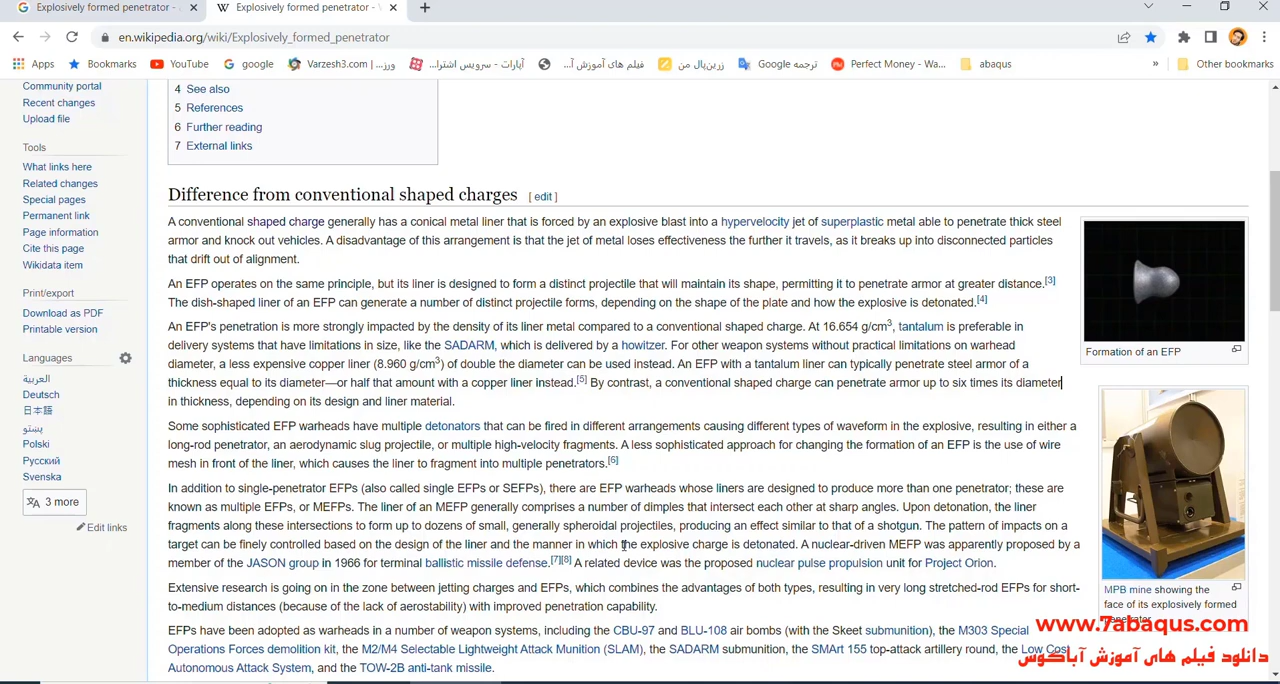 Explosively formed penetrator -
Explosively formed penetrator -
en.wikipedia.org/wiki/Explosively_formed_penetrator
Apps
Bookmarks
YouTube
google
Varzesh3.com | ورز...
آپارات - سرویس اشترا...
فیلم های آموزش آ...
زرین‌پال من
Google ترجمه
Perfect Money - Wa...
abaqus
»
Other bookmarks
Community portal
Recent changes
Upload file
Tools
What links here
Related changes
Special pages
Permanent link
Page information
Cite this page
Wikidata item
Print/export
Download as PDF
Printable version
Languages
العربية
Deutsch
日本語
پښتو
Polski
Русский
Svenska
3 more
Edit links
4 See also
5 References
6 Further reading
7 External links
Difference from conventional shaped charges [ edit ]
A conventional shaped charge generally has a conical metal liner that is forced by an explosive blast into a hypervelocity jet of superplastic metal able to penetrate thick steel
armor and knock out vehicles. A disadvantage of this arrangement is that the jet of metal loses effectiveness the further it travels, as it breaks up into disconnected particles
that drift out of alignment.
An EFP operates on the same principle, but its liner is designed to form a distinct projectile that will maintain its shape, permitting it to penetrate armor at greater distance.[3]
The dish-shaped liner of an EFP can generate a number of distinct projectile forms, depending on the shape of the plate and how the explosive is detonated.[4]
An EFP's penetration is more strongly impacted by the density of its liner metal compared to a conventional shaped charge. At 16.654 g/cm³, tantalum is preferable in
delivery systems that have limitations in size, like the SADARM, which is delivered by a howitzer. For other weapon systems without practical limitations on warhead
diameter, a less expensive copper liner (8.960 g/cm³) of double the diameter can be used instead. An EFP with a tantalum liner can typically penetrate steel armor of a
thickness equal to its diameter—or half that amount with a copper liner instead.[5] By contrast, a conventional shaped charge can penetrate armor up to six times its diameter
in thickness, depending on its design and liner material.
Some sophisticated EFP warheads have multiple detonators that can be fired in different arrangements causing different types of waveform in the explosive, resulting in either a
long-rod penetrator, an aerodynamic slug projectile, or multiple high-velocity fragments. A less sophisticated approach for changing the formation of an EFP is the use of wire
mesh in front of the liner, which causes the liner to fragment into multiple penetrators.[6]
In addition to single-penetrator EFPs (also called single EFPs or SEFPs), there are EFP warheads whose liners are designed to produce more than one penetrator; these are
known as multiple EFPs, or MEFPs. The liner of an MEFP generally comprises a number of dimples that intersect each other at sharp angles. Upon detonation, the liner
fragments along these intersections to form up to dozens of small, generally spheroidal projectiles, producing an effect similar to that of a shotgun. The pattern of impacts on a
target can be finely controlled based on the design of the liner and the manner in which the explosive charge is detonated. A nuclear-driven MEFP was apparently proposed by a
member of the JASON group in 1966 for terminal ballistic missile defense.[7][8] A related device was the proposed nuclear pulse propulsion unit for Project Orion.
Extensive research is going on in the zone between jetting charges and EFPs, which combines the advantages of both types, resulting in very long stretched-rod EFPs for short-
to-medium distances (because of the lack of aerostability) with improved penetration capability.
EFPs have been adopted as warheads in a number of weapon systems, including the CBU-97 and BLU-108 air bombs (with the Skeet submunition), the M303 Special
Operations Forces demolition kit, the M2/M4 Selectable Lightweight Attack Munition (SLAM), the SADARM submunition, the SMArt 155 top-attack artillery round, the Low Cost
Autonomous Attack System, and the TOW-2B anti-tank missile.
Formation of an EFP
MPB mine showing the
face of its explosively formed
penetrator
www.7abaqus.com
دانلود فیلم های آموزش آباکوس